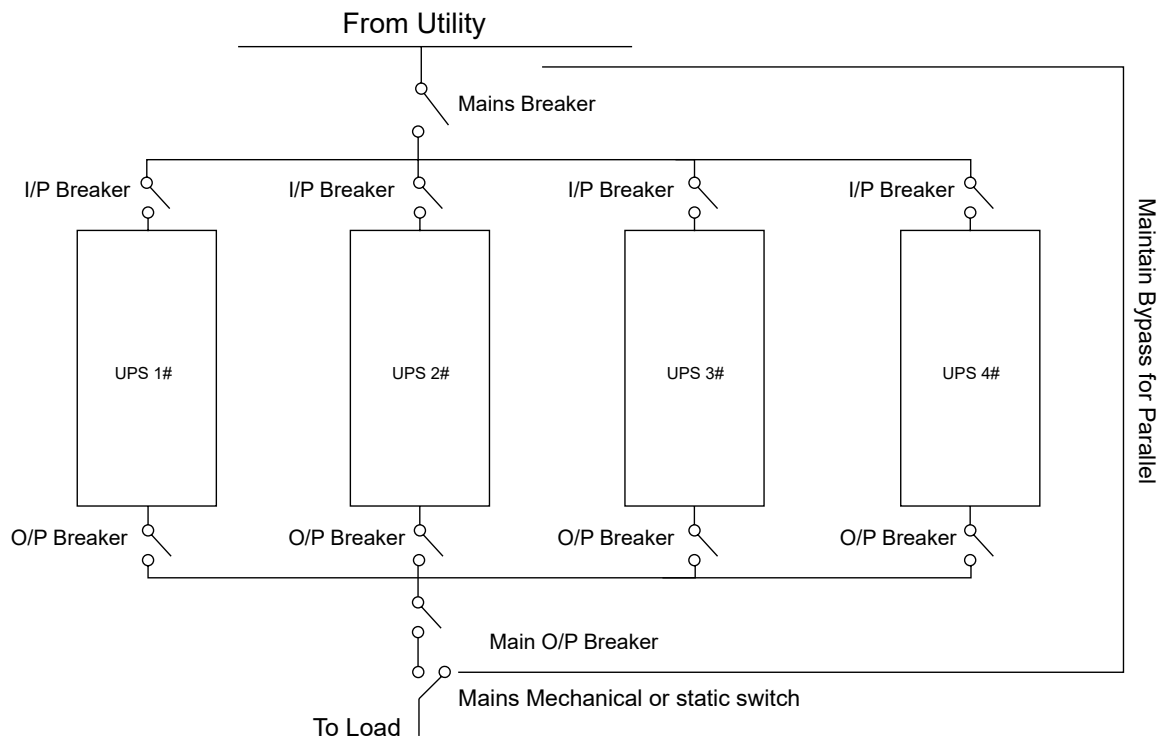 From Utility
Mains Breaker
I/P Breaker
I/P Breaker
I/P Breaker
I/P Breaker
UPS 1#
UPS 2#
UPS 3#
UPS 4#
Maintain Bypass for Parallel
O/P Breaker
O/P Breaker
O/P Breaker
O/P Breaker
Main O/P Breaker
Mains Mechanical or static switch
To Load